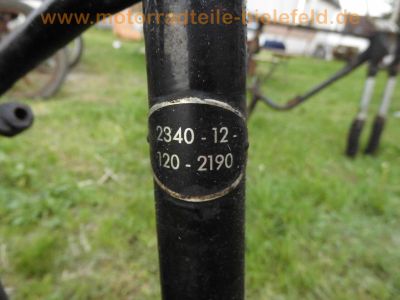 www.motorradteile-bielefeld.de
2340 - 12 -
120 - 2190